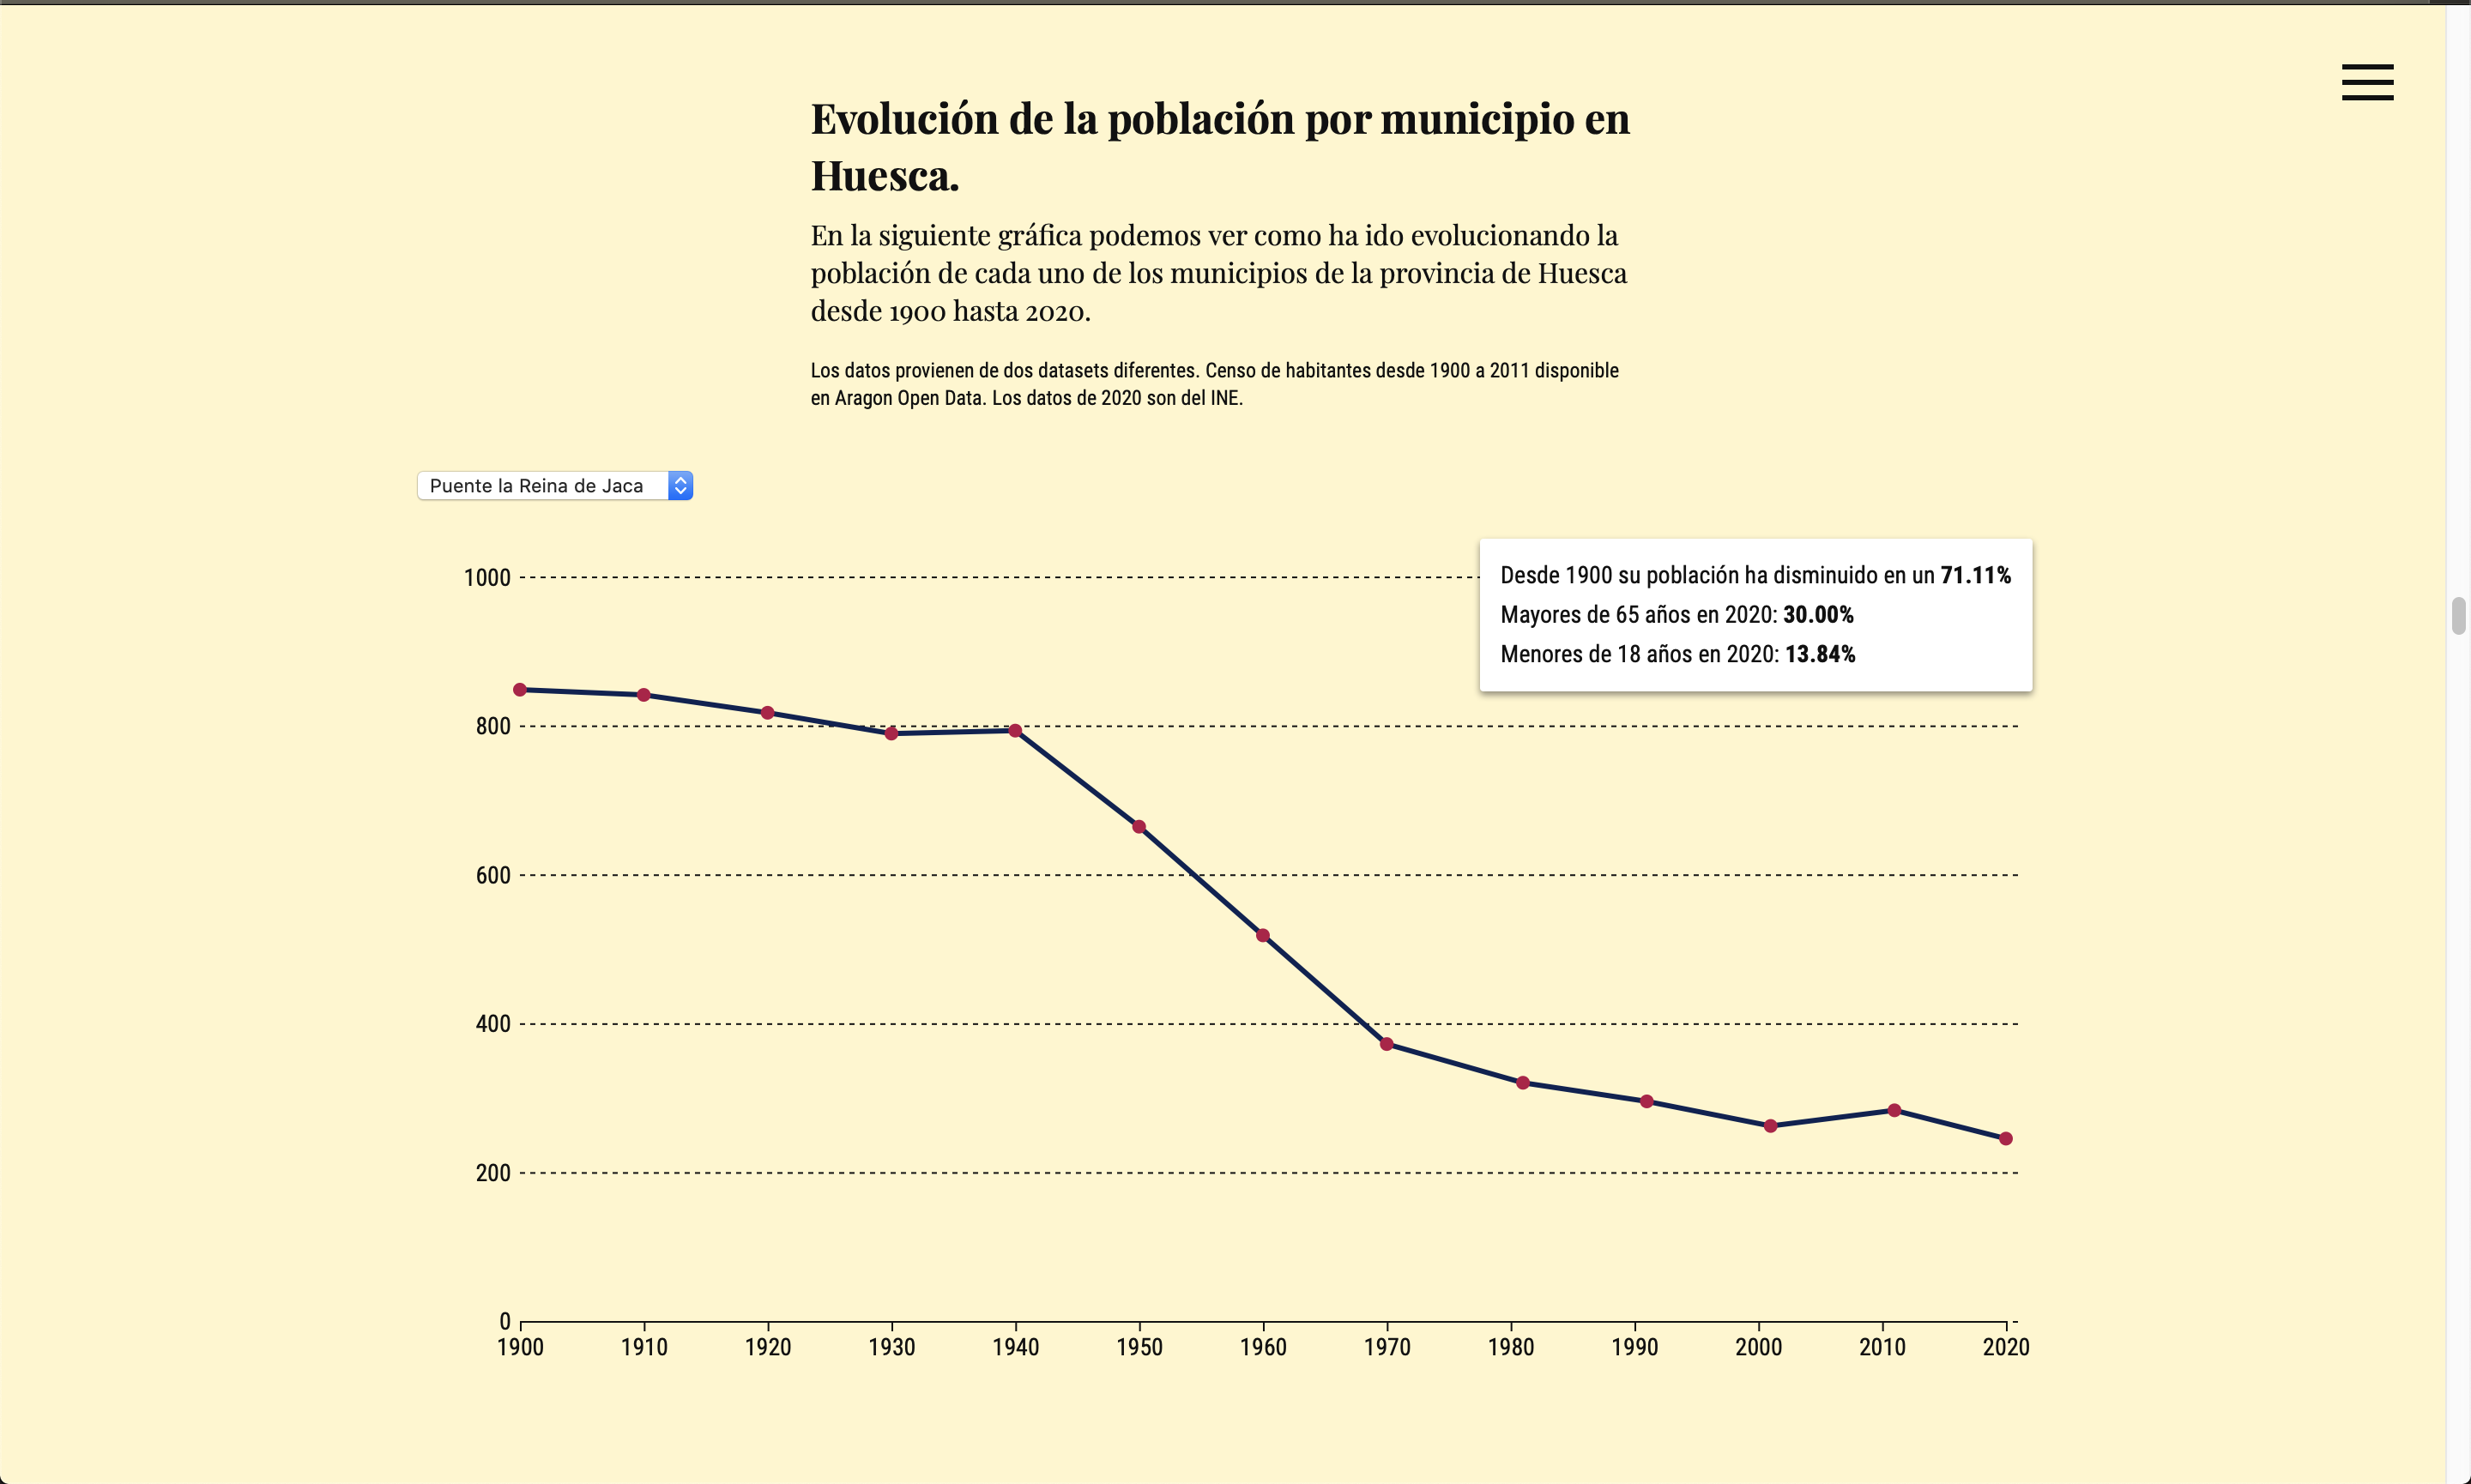 Evolución de la población por municipio en
Huesca.
En la siguiente gráfica podemos ver como ha ido evolucionando la
población de cada uno de los municipios de la provincia de Huesca
desde 1900 hasta 2020.
Los datos provienen de dos datasets diferentes. Censo de habitantes desde 1900 a 2011 disponible
en Aragon Open Data. Los datos de 2020 son del INE.
Puente la Reina de Jaca
Desde 1900 su población ha disminuido en un 71.11%
Mayores de 65 años en 2020: 30.00%
Menores de 18 años en 2020: 13.84%
1000
800
600
400
200
0
1900 1910 1920 1930 1940 1950 1960 1970 1980 1990 2000 2010 2020